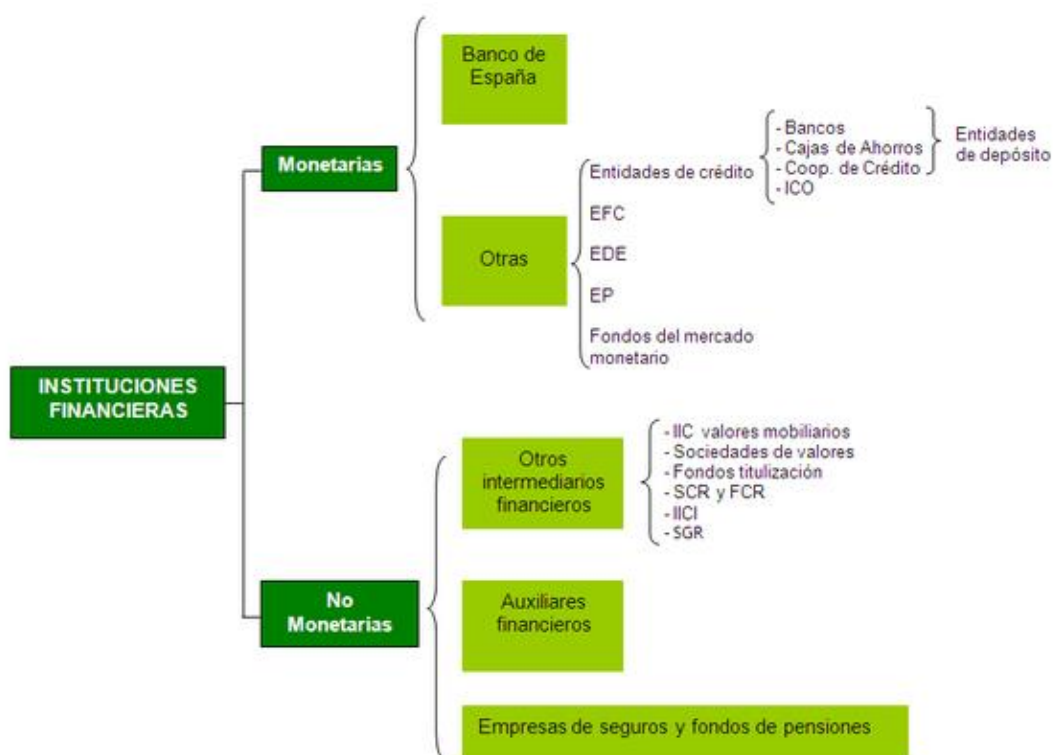 INSTITUCIONES
FINANCIERAS
Monetarias
Banco de
España
Otras
Entidades de crédito
- Bancos
- Cajas de Ahorros
- Coop. de Crédito
- ICO
Entidades
de depósito
EFC
EDE
EP
Fondos del mercado
monetario
No
Monetarias
Otros
intermediarios
financieros
- IIC valores mobiliarios
- Sociedades de valores
- Fondos titulización
- SCR y FCR
- IICI
- SGR
Auxiliares
financieros
Empresas de seguros y fondos de pensiones